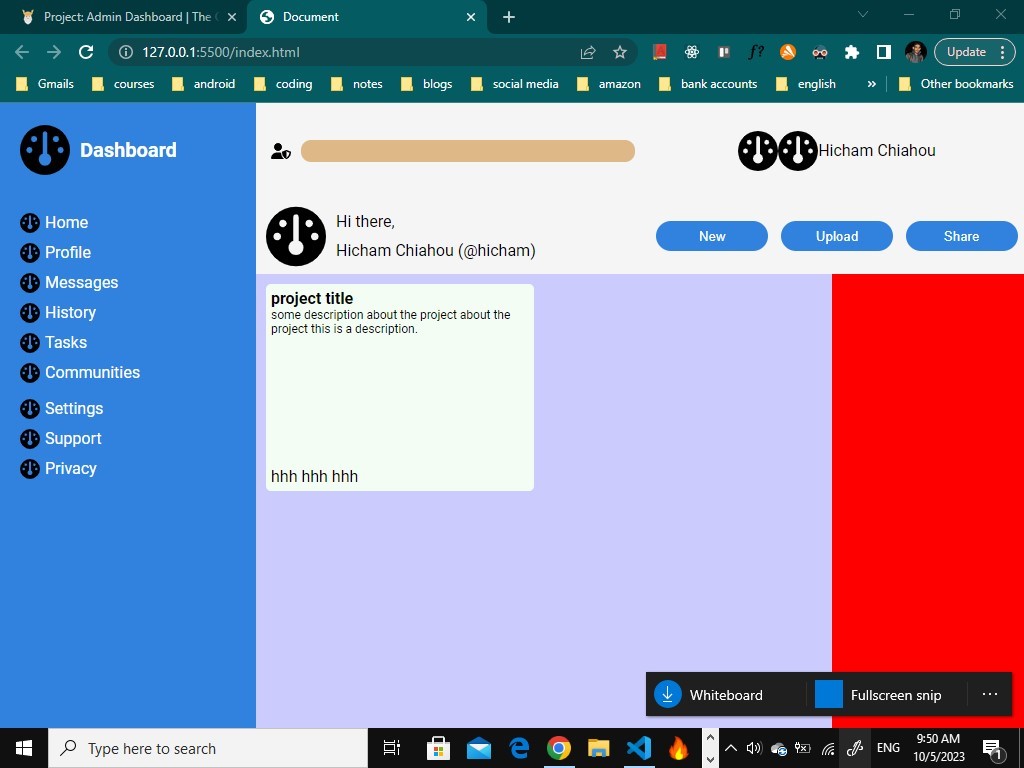 Project: Admin Dashboard | The
Document
127.0.0.1:5500/index.html
Update
Gmails courses android coding notes blogs social media amazon bank accounts english » Other bookmarks
Dashboard
Home
Profile
Messages
History
Tasks
Communities
Settings
Support
Privacy
Hicham Chiahou
Hi there,
Hicham Chiahou (@hicham)
New Upload Share
project title
some description about the project about the
project this is a description.
hhh hhh hhh
Whiteboard Fullscreen snip
Type here to search
ENG
9:50 AM
10/5/2023
1